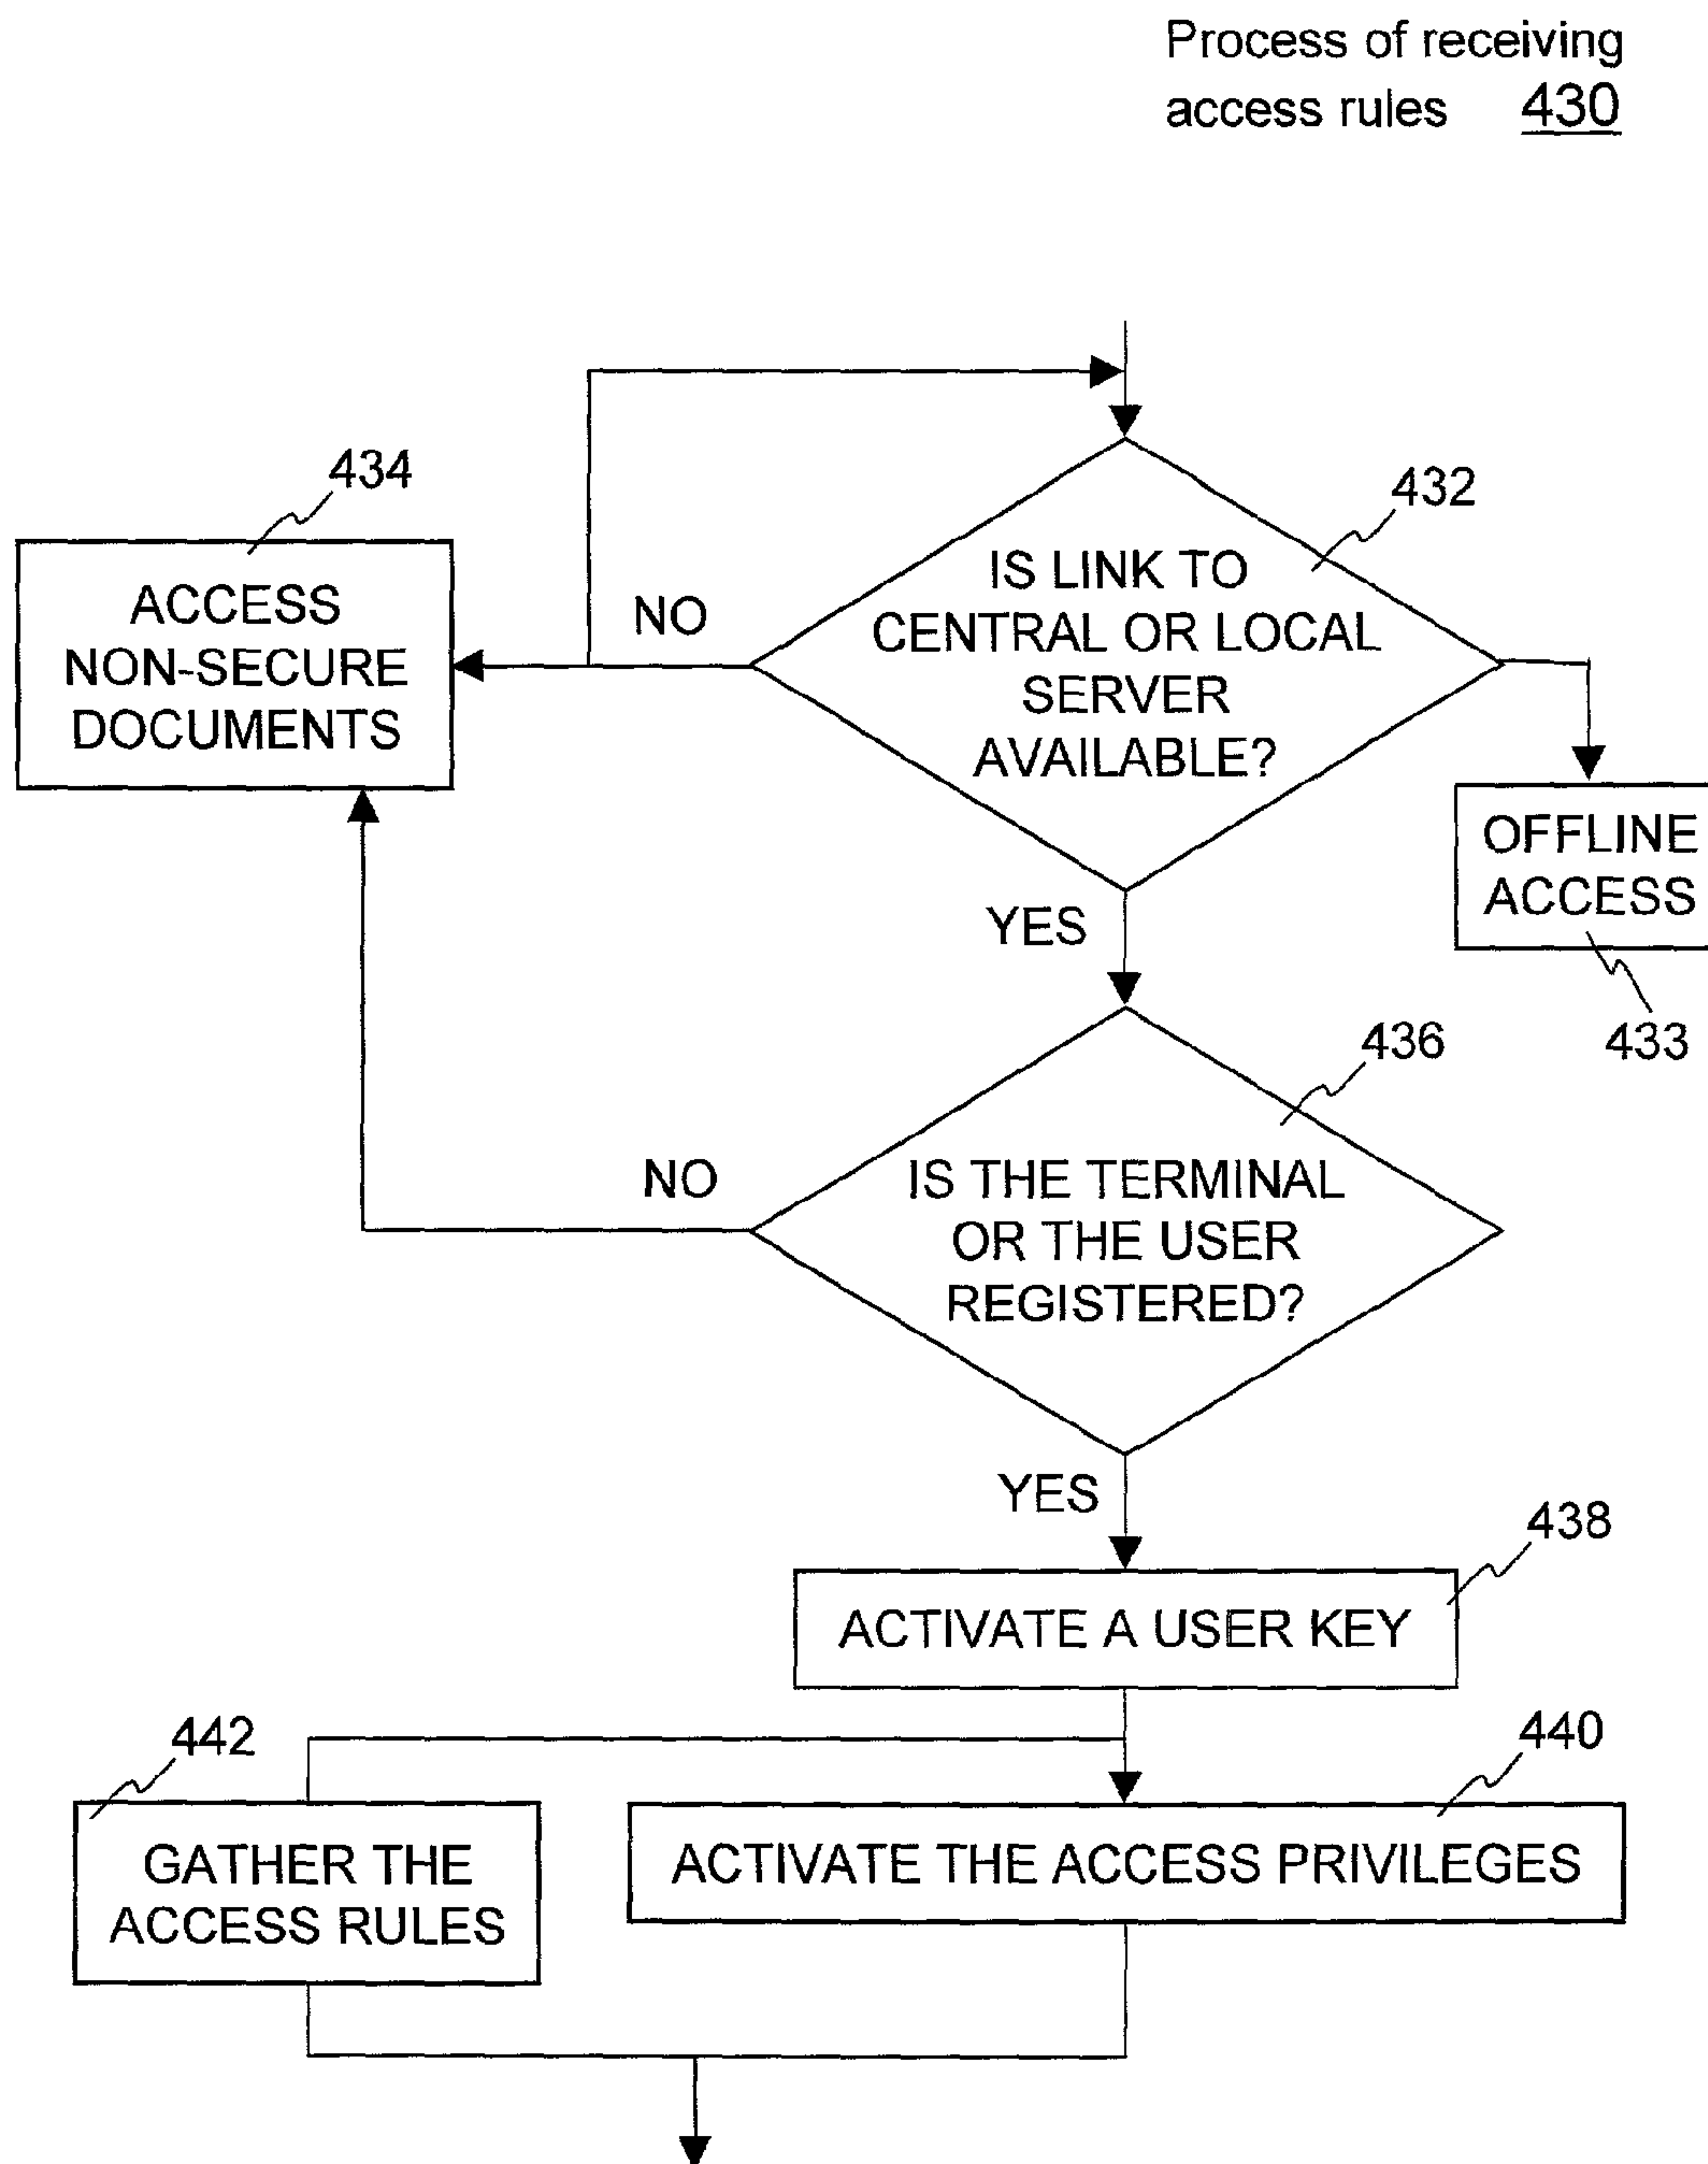 Process of receiving
access rules 430
434
432
ACCESS
NON-SECURE
DOCUMENTS
NO
IS LINK TO
CENTRAL OR LOCAL
SERVER
AVAILABLE?
OFFLINE
ACCESS
433
YES
436
NO
IS THE TERMINAL
OR THE USER
REGISTERED?
YES
438
ACTIVATE A USER KEY
442
440
GATHER THE
ACCESS RULES
ACTIVATE THE ACCESS PRIVILEGES